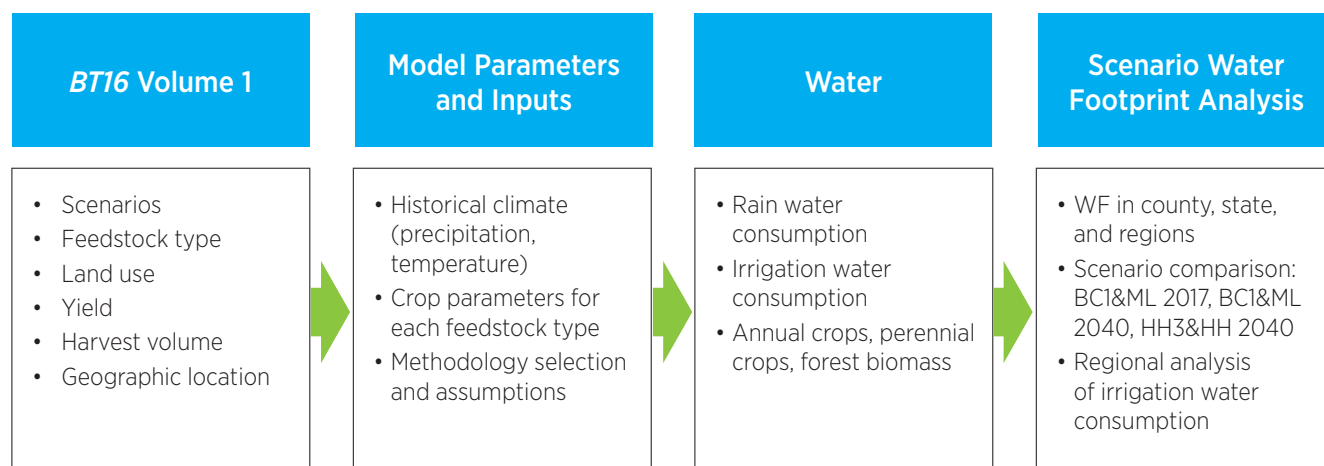 BT16 Volume 1
• Scenarios
• Feedstock type
• Land use
• Yield
• Harvest volume
• Geographic location
Model Parameters
and Inputs
• Historical climate
(precipitation,
temperature)
• Crop parameters for
each feedstock type
• Methodology selection
and assumptions
Water
• Rain water
consumption
• Irrigation water
consumption
• Annual crops, perennial
crops, forest biomass
Scenario Water
Footprint Analysis
• WF in county, state,
and regions
• Scenario comparison:
BC1&ML 2017, BC1&ML
2040, HH3&HH 2040
• Regional analysis
of irrigation water
consumption